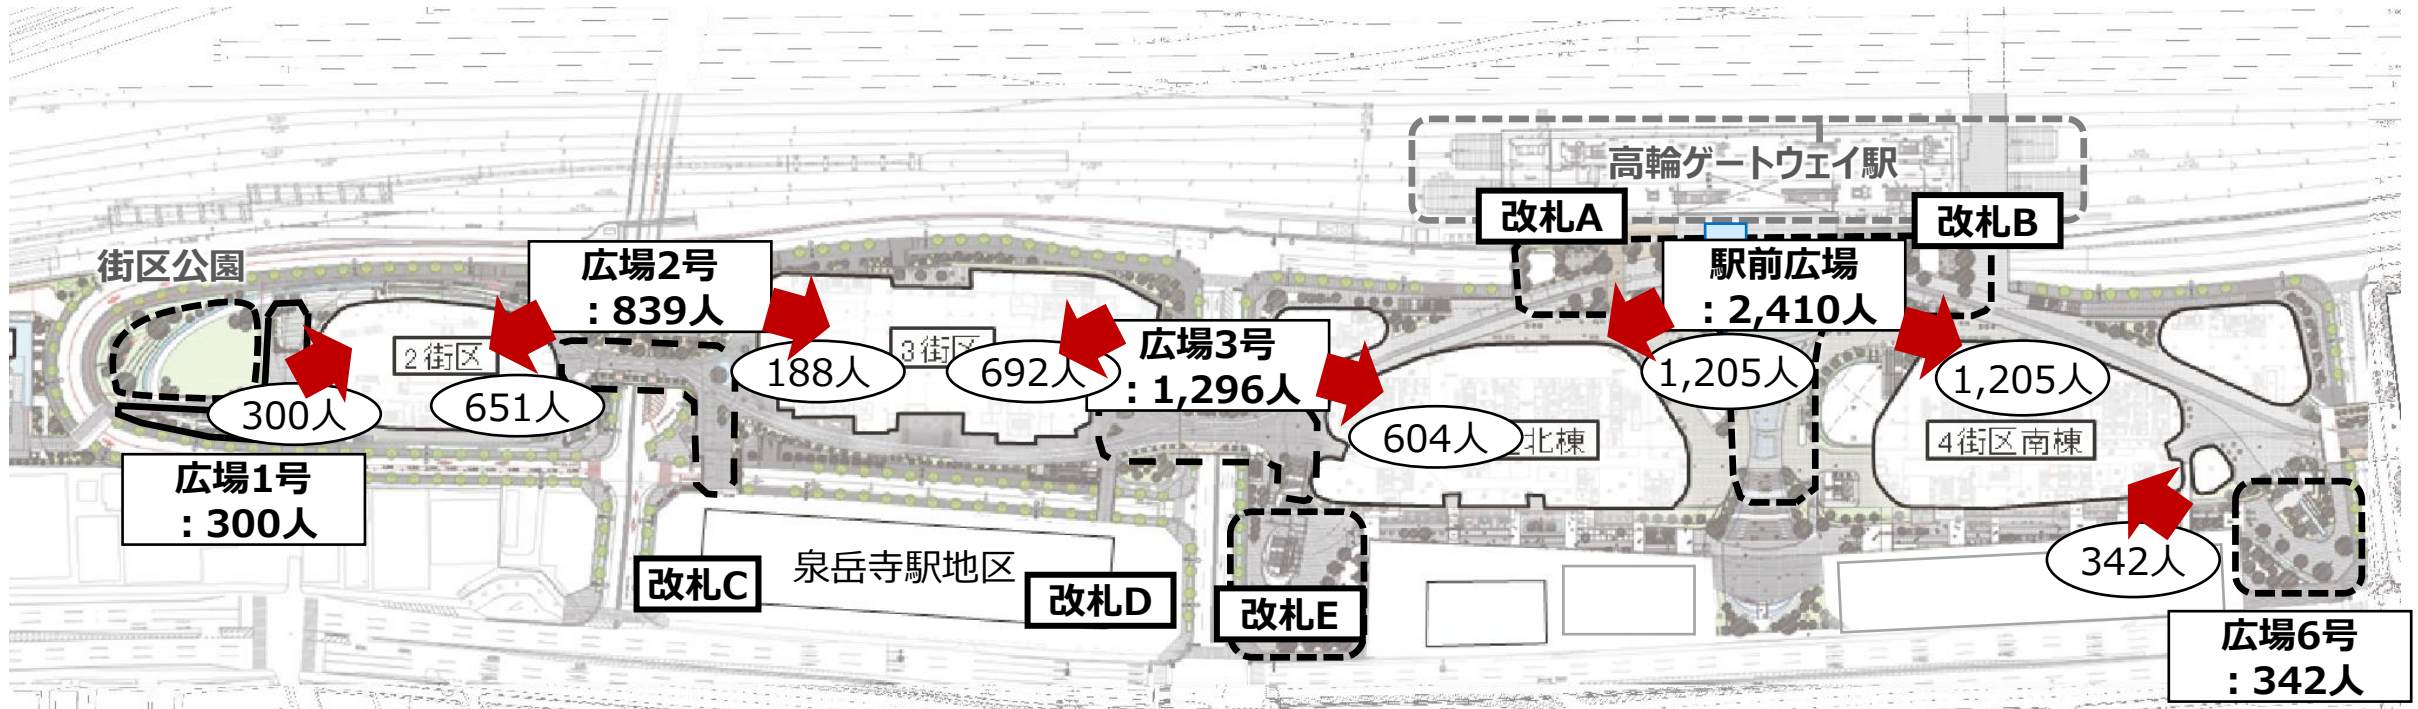 高輪ゲートウェイ駅
改札A
改札B
街区公園
広場2号
：839人
駅前広場
：2,410人
2街区
3街区
広場3号
：1,296人
300人
651人
188人
692人
604人
1,205人
1,205人
北棟
4街区南棟
広場1号
：300人
泉岳寺駅地区
改札C
改札D
改札E
342人
広場6号
：342人